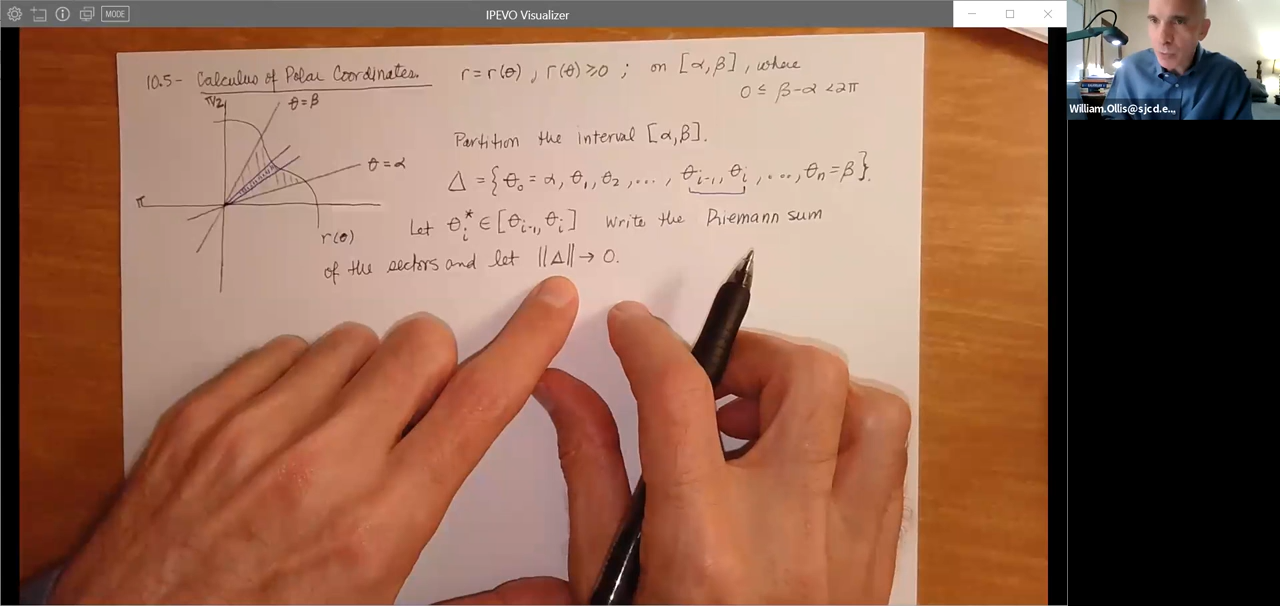 IPEVO Visualizer
MODE
10.5 - Calculus of Polar Coordinates.
r = r(θ), r(θ) ≥ 0 ; on [α, β], where
0 ≤ β-α < 2π
π/2
θ = β
θ = α
π
r(θ)
Partition the interval [α, β].
Δ = {θ₀ = α, θ₁, θ₂, ..., θᵢ₋₁, θᵢ, ..., θₙ = β}.
Let θᵢ* ∈ [θᵢ₋₁, θᵢ] Write the Riemann sum
of the sectors and let ||Δ|| → 0.
William.Ollis@sjcd.e...